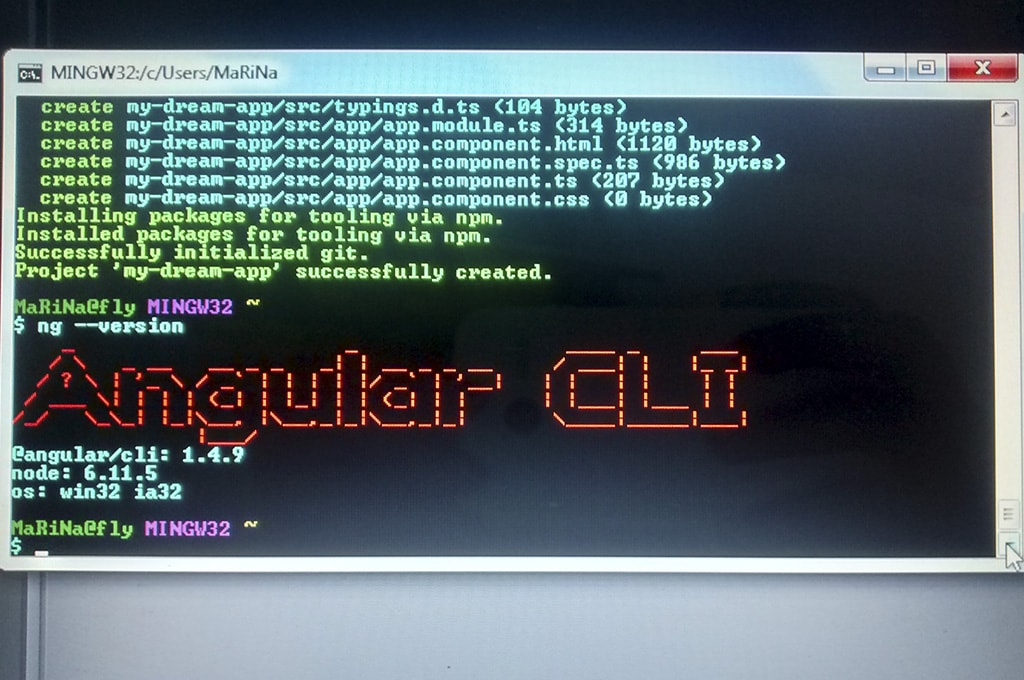 MINGW32:/c/Users/MaRiNa
create my-dream-app/src/typings.d.ts (104 bytes)
create my-dream-app/src/app/app.module.ts (314 bytes)
create my-dream-app/src/app/app.component.html (1120 bytes)
create my-dream-app/src/app/app.component.spec.ts (986 bytes)
create my-dream-app/src/app/app.component.ts (207 bytes)
create my-dream-app/src/app/app.component.css (0 bytes)
Installing packages for tooling via npm.
Installed packages for tooling via npm.
Successfully initialized git.
Project 'my-dream-app' successfully created.
MaRiNa@fly MINGW32 ~
$ ng --version
Angular CLI
?
@angular/cli: 1.4.9
node: 6.11.5
os: win32 ia32
MaRiNa@fly MINGW32 ~
$